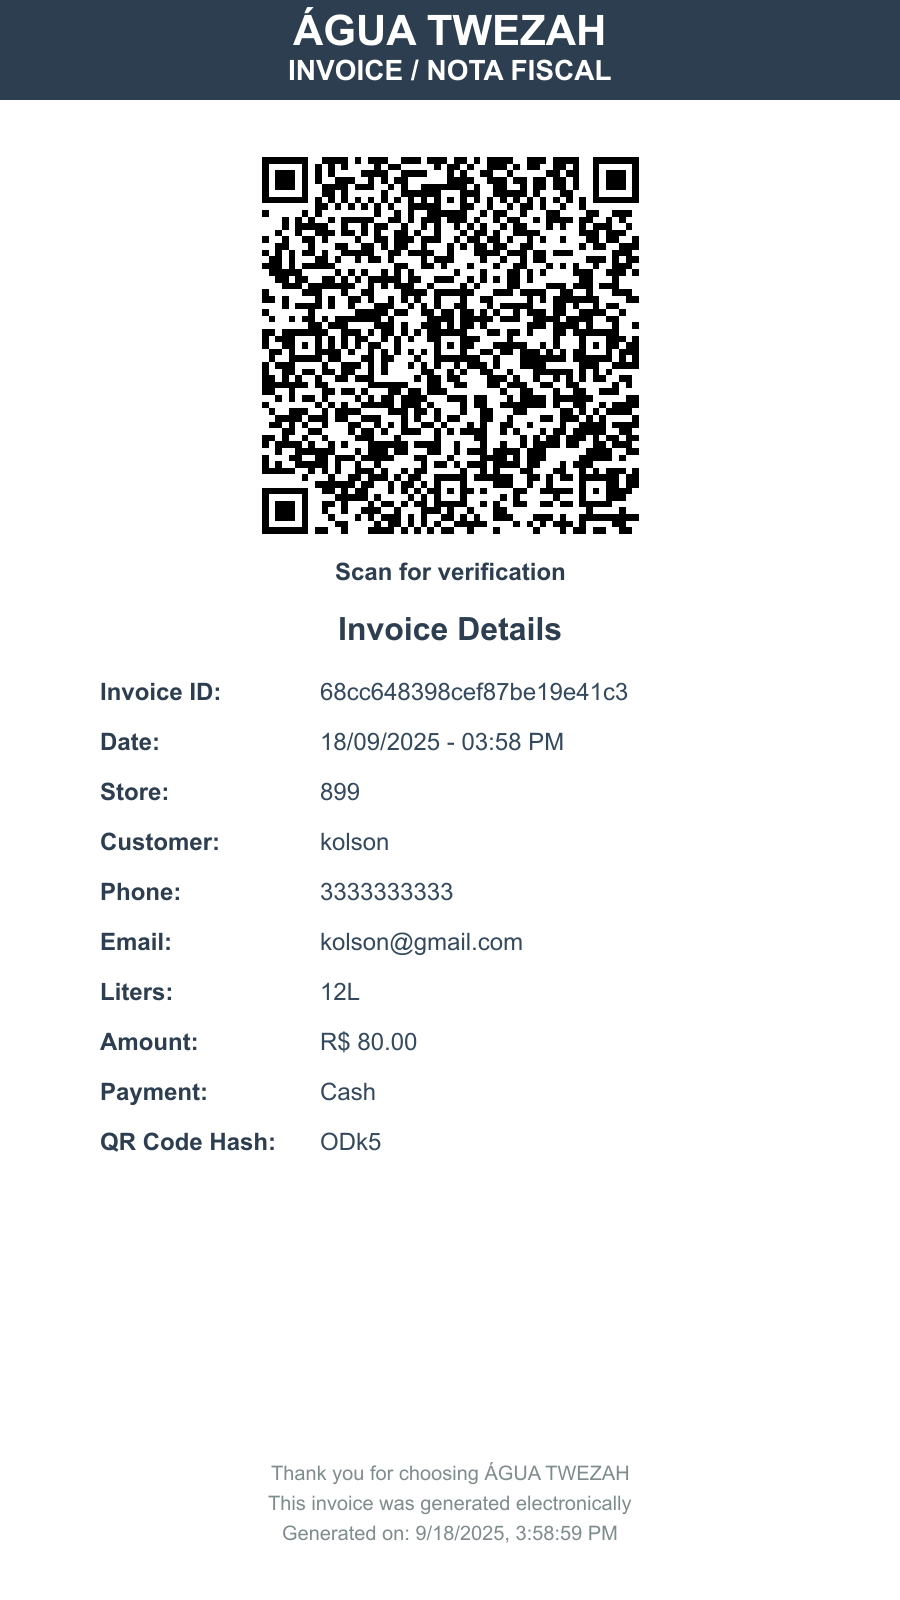 ÁGUA TWEZAH
INVOICE / NOTA FISCAL
Scan for verification
Invoice Details
Invoice ID: 68cc648398cef87be19e41c3
Date: 18/09/2025 - 03:58 PM
Store: 899
Customer: kolson
Phone: 3333333333
Email: kolson@gmail.com
Liters: 12L
Amount: R$ 80.00
Payment: Cash
QR Code Hash: ODk5
Thank you for choosing ÁGUA TWEZAH
This invoice was generated electronically
Generated on: 9/18/2025, 3:58:59 PM